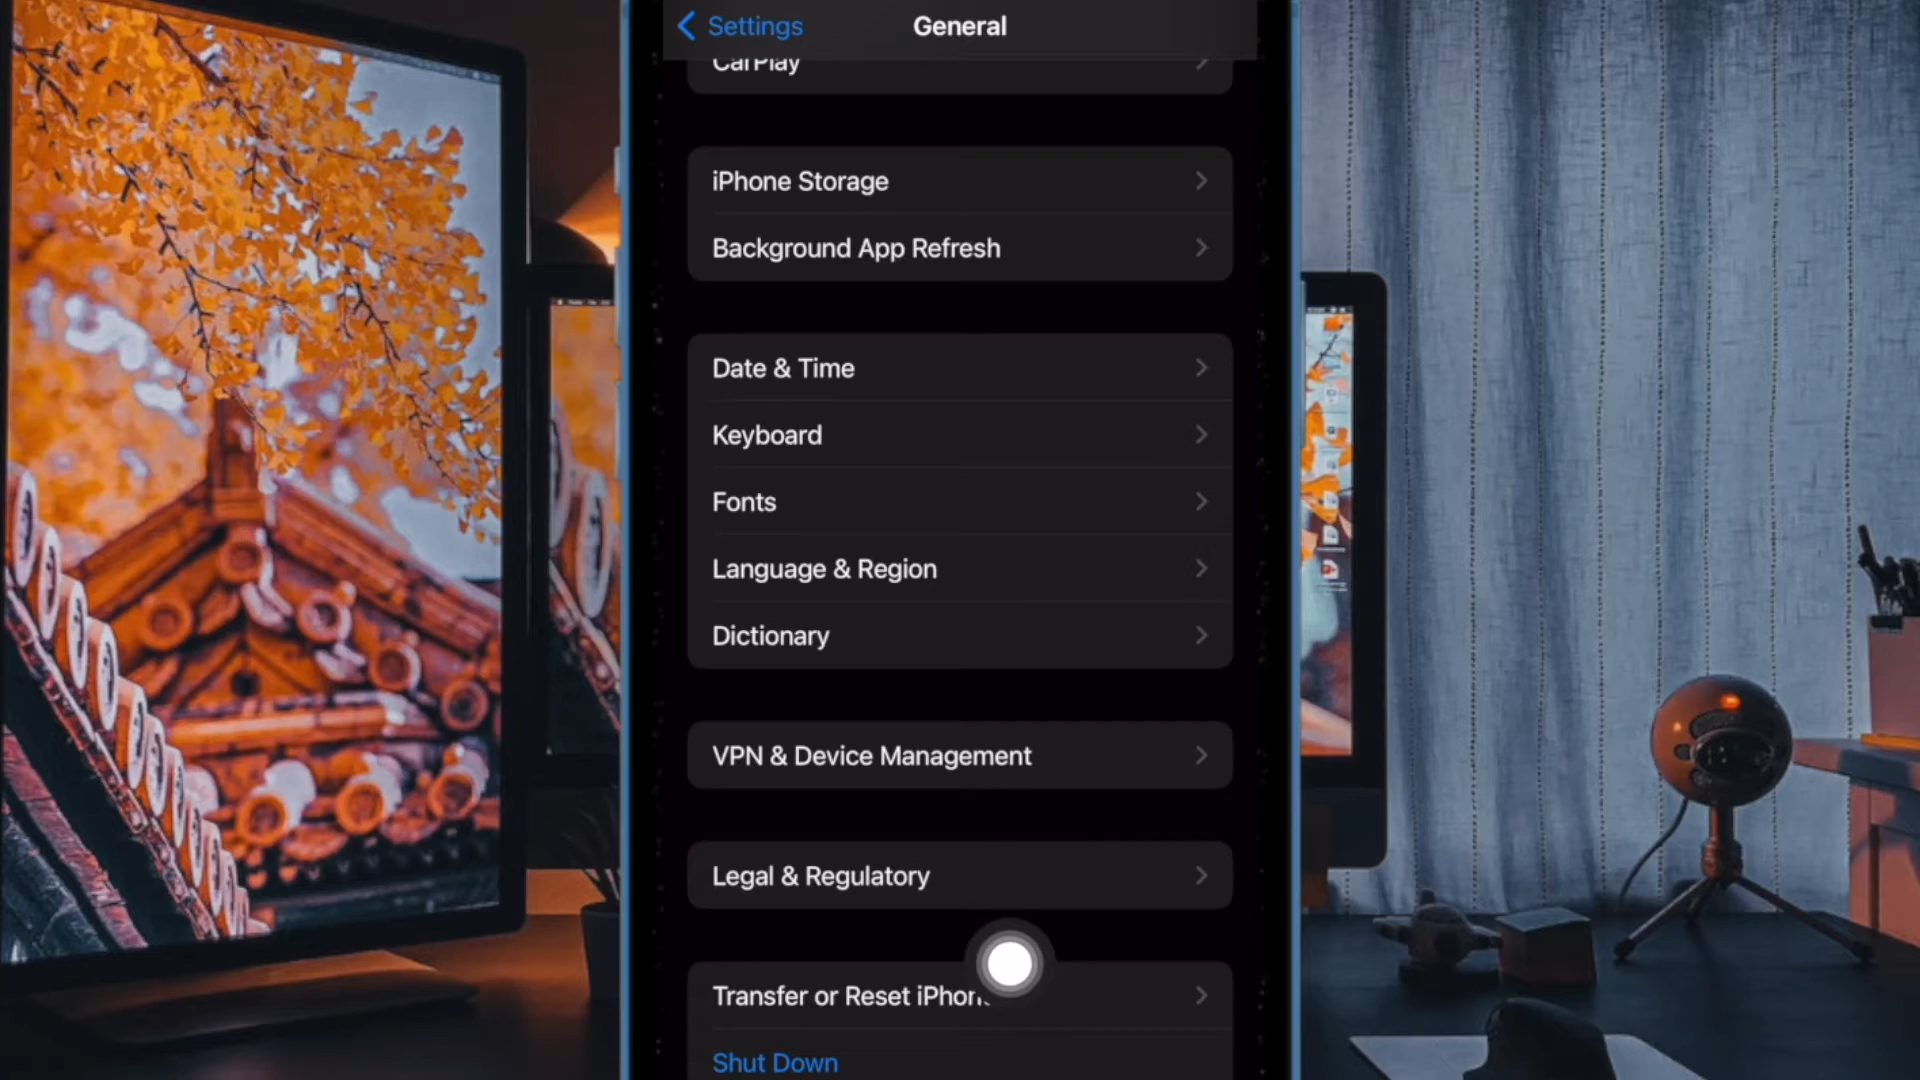 Settings
General
CarPlay
iPhone Storage
Background App Refresh
Date & Time
Keyboard
Fonts
Language & Region
Dictionary
VPN & Device Management
Legal & Regulatory
Transfer or Reset iPhone
Shut Down